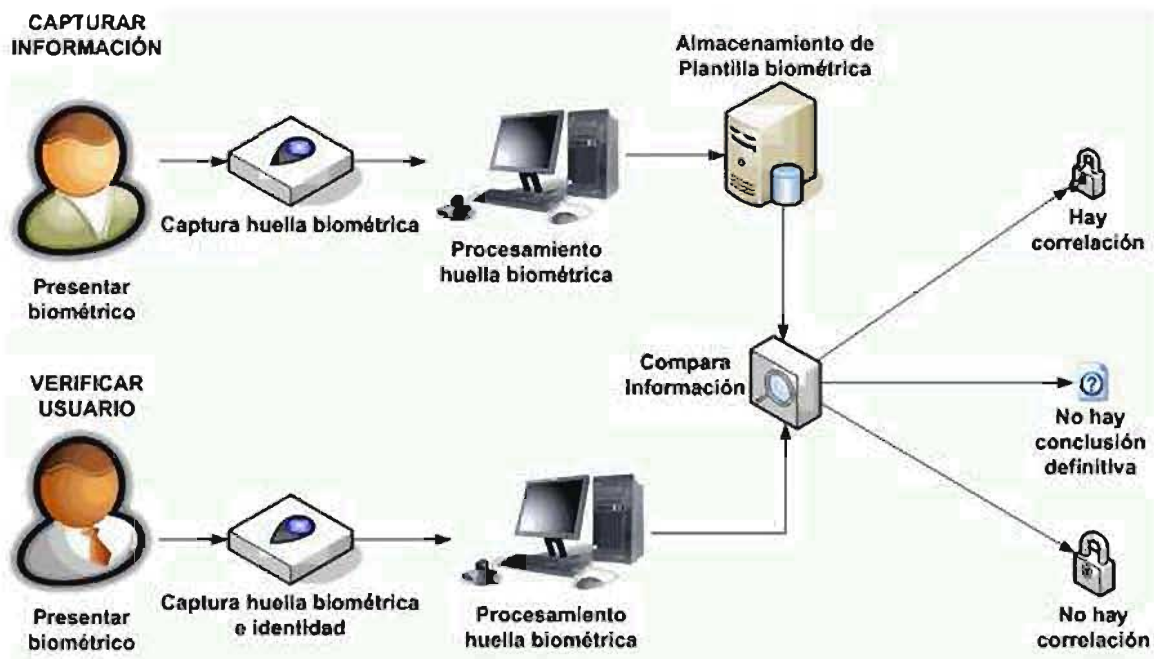 CAPTURAR
INFORMACIÓN
Presentar
biométrico
Captura huella biométrica
Procesamiento
huella biométrica
Almacenamiento de
Plantilla biométrica
Hay
correlación
VERIFICAR
USUARIO
Presentar
biométrico
Captura huella biométrica
e identidad
Procesamiento
huella biométrica
Compara
Información
No hay
conclusión
definitiva
No hay
correlación